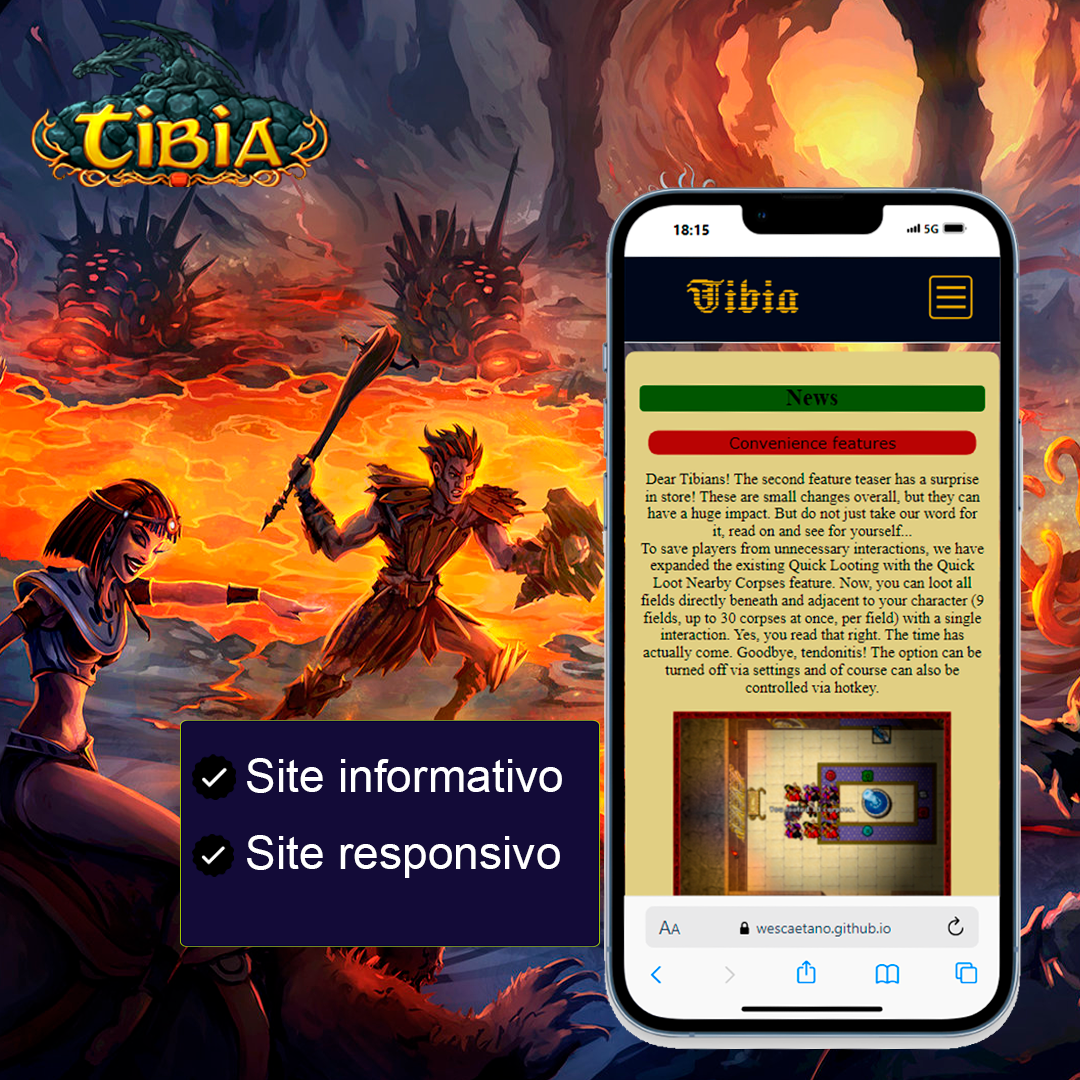 TIBIA
18:15
5G
Tibia
News
Convenience features
Dear Tibians! The second feature teaser has a surprise
in store! These are small changes overall, but they can
have a huge impact. But do not just take our word for
it, read on and see for yourself...
To save players from unnecessary interactions, we have
expanded the existing Quick Looting with the Quick
Loot Nearby Corpses feature. Now, you can loot all
fields directly beneath and adjacent to your character (9
fields, up to 30 corpses at once, per field) with a single
interaction. Yes, you read that right. The time has
actually come. Goodbye, tendonitis! The option can be
turned off via settings and of course can also be
controlled via hotkey.
Site informativo
Site responsivo
AA
wescaetano.github.io